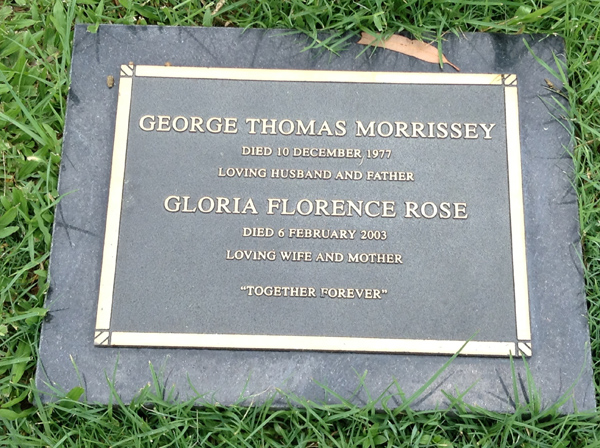 GEORGE THOMAS MORRISSEY
DIED 10 DECEMBER 1977
LOVING HUSBAND AND FATHER
GLORIA FLORENCE ROSE
DIED 6 FEBRUARY 2003
LOVING WIFE AND MOTHER
"TOGETHER FOREVER"